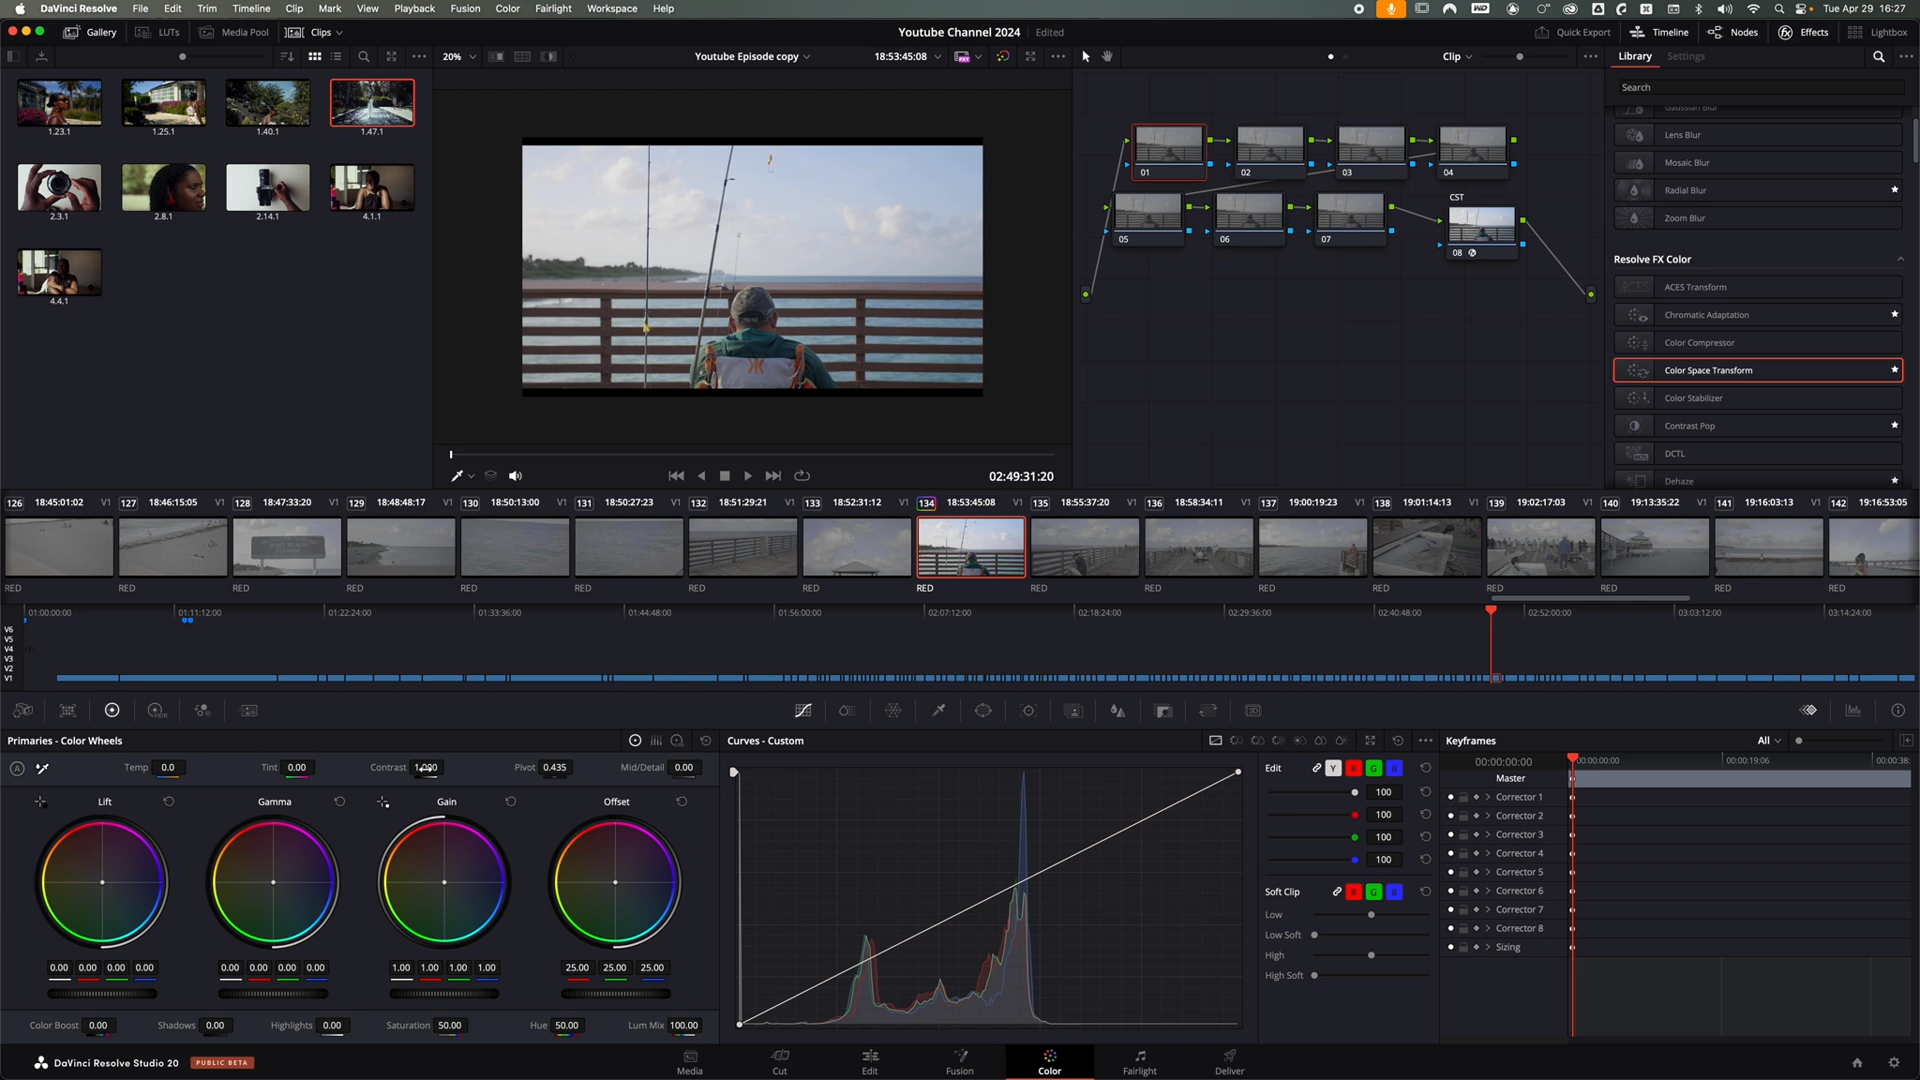 DaVinci Resolve File Edit Trim Timeline Clip Mark View Playback Fusion Color Fairlight Workspace Help Tue Apr 29 16:27
Gallery LUTs Media Pool Clips Youtube Channel 2024 Edited Quick Export Timeline Nodes Effects Lightbox
20% Youtube Episode copy 18:53:45:08 Clip Library Settings
Search
Gaussian Blur
Lens Blur
Mosaic Blur
Radial Blur
Zoom Blur
Resolve FX Color
ACES Transform
Chromatic Adaptation
Color Compressor
Color Space Transform
Color Stabilizer
Contrast Pop
DCTL
Dehaze
1.23.1 1.25.1 1.40.1 1.47.1
2.3.1 2.8.1 2.14.1 4.1.1
4.4.1
01 02 03 04
CST
05 06 07 08
02:49:31:20
126 18:45:01:02 V1 127 18:46:15:05 V1 128 18:47:33:20 V1 129 18:48:48:17 V1 130 18:50:13:00 V1 131 18:50:27:23 V1 132 18:51:29:21 V1 133 18:52:31:12 V1 134 18:53:45:08 V1 135 18:55:37:20 V1 136 18:58:34:11 V1 137 19:00:19:23 V1 138 19:01:14:13 V1 139 19:02:17:03 V1 140 19:13:35:22 V1 141 19:16:03:13 V1 142 19:16:53:05
RED RED RED RED RED RED RED RED RED RED RED RED RED RED RED RED RED
01:00:00:00 01:11:12:00 01:22:24:00 01:33:36:00 01:44:48:00 01:56:00:00 02:07:12:00 02:18:24:00 02:29:36:00 02:40:48:00 02:52:00:00 03:03:12:00 03:14:24:00
V6
V5
V4
V3
V2
V1
Primaries - Color Wheels
Temp 0.0 Tint 0.00 Contrast Pivot 0.435 Mid/Detail 0.00
Lift Gamma Gain Offset
0.00 0.00 0.00 0.00 0.00 0.00 0.00 0.00 1.00 1.00 1.00 1.00 25.00 25.00 25.00
Color Boost 0.00 Shadows 0.00 Highlights 0.00 Saturation 50.00 Hue 50.00 Lum Mix 100.00
Curves - Custom
Edit Y R G B
100
100
100
100
Soft Clip R G B
Low
Low Soft
High
High Soft
Keyframes All
00:00:00:00 00:00:00:00 00:00:19:06 00:00:38:
Master
Corrector 1
Corrector 2
Corrector 3
Corrector 4
Corrector 5
Corrector 6
Corrector 7
Corrector 8
Sizing
DaVinci Resolve Studio 20 PUBLIC BETA Media Cut Edit Fusion Color Fairlight Deliver